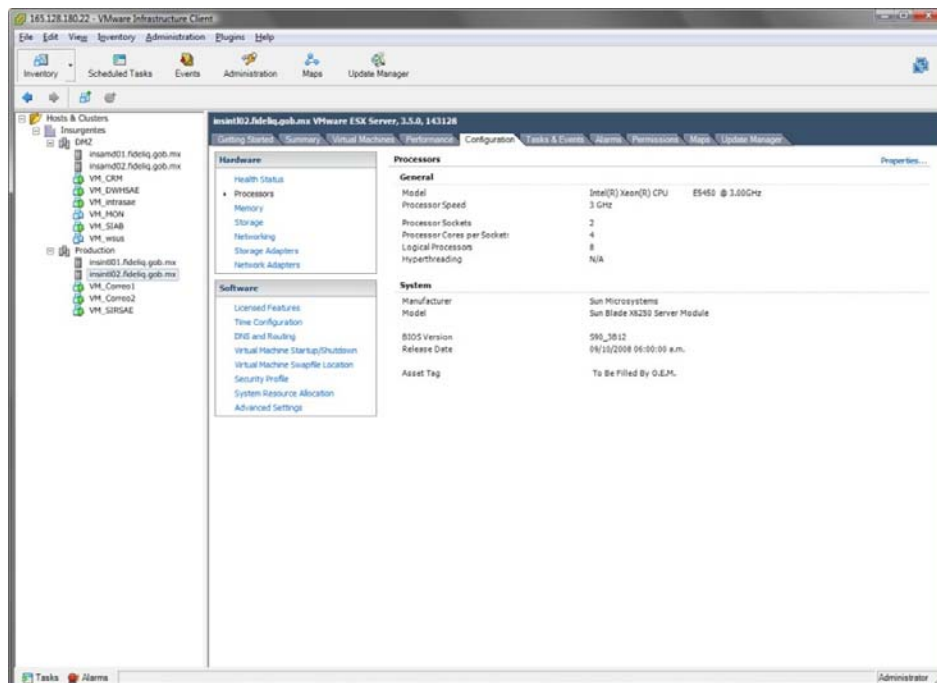 165.128.180.22 - VMware Infrastructure Client
File Edit View Inventory Administration Plugins Help
Inventory Scheduled Tasks Events Administration Maps Update Manager
Hosts & Clusters
Insurgentes
DMZ
insamd01.fideliq.gob.mx
insamd02.fideliq.gob.mx
VM_CRM
VM_DWHSAE
VM_intrasae
VM_MON
VM_SIAB
VM_wsus
Production
insintl01.fideliq.gob.mx
insintl02.fideliq.gob.mx
VM_Correo1
VM_Correo2
VM_SIRSAE
insintl02.fideliq.gob.mx VMware ESX Server, 3.5.0, 143128
Getting Started Summary Virtual Machines Performance Configuration Tasks & Events Alarms Permissions Maps Update Manager
Hardware
Health Status
Processors
Memory
Storage
Networking
Storage Adapters
Network Adapters
Software
Licensed Features
Time Configuration
DNS and Routing
Virtual Machine Startup/Shutdown
Virtual Machine Swapfile Location
Security Profile
System Resource Allocation
Advanced Settings
Processors Properties...
General
Model Intel(R) Xeon(R) CPU E5450 @ 3.00GHz
Processor Speed 3 GHz
Processor Sockets 2
Processor Cores per Socket: 4
Logical Processors 8
Hyperthreading N/A
System
Manufacturer Sun Microsystems
Model Sun Blade X6250 Server Module
BIOS Version S90_3B12
Release Date 09/10/2008 06:00:00 a.m.
Asset Tag To Be Filled By O.E.M.
Tasks Alarms Administrator